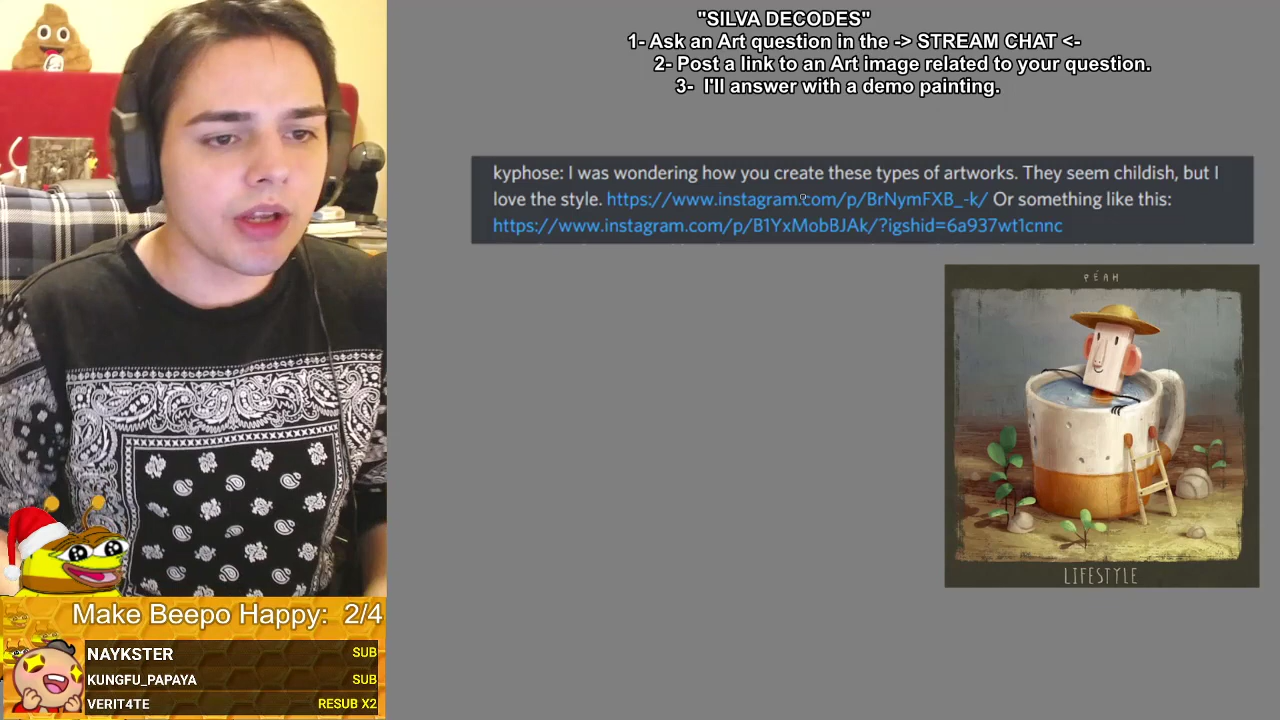 "SILVA DECODES"
1- Ask an Art question in the -> STREAM CHAT <-
2- Post a link to an Art image related to your question.
3- I'll answer with a demo painting.
kyphose: I was wondering how you create these types of artworks. They seem childish, but I
love the style. https://www.instagram.com/p/BrNymFXB_-k/ Or something like this:
https://www.instagram.com/p/B1YxMobBJAk/?igshid=6a937wt1cnnc
PÉAH
LIFESTYLE
Make Beepo Happy: 2/4
NAYKSTER SUB
KUNGFU_PAPAYA SUB
VERIT4TE RESUB X2